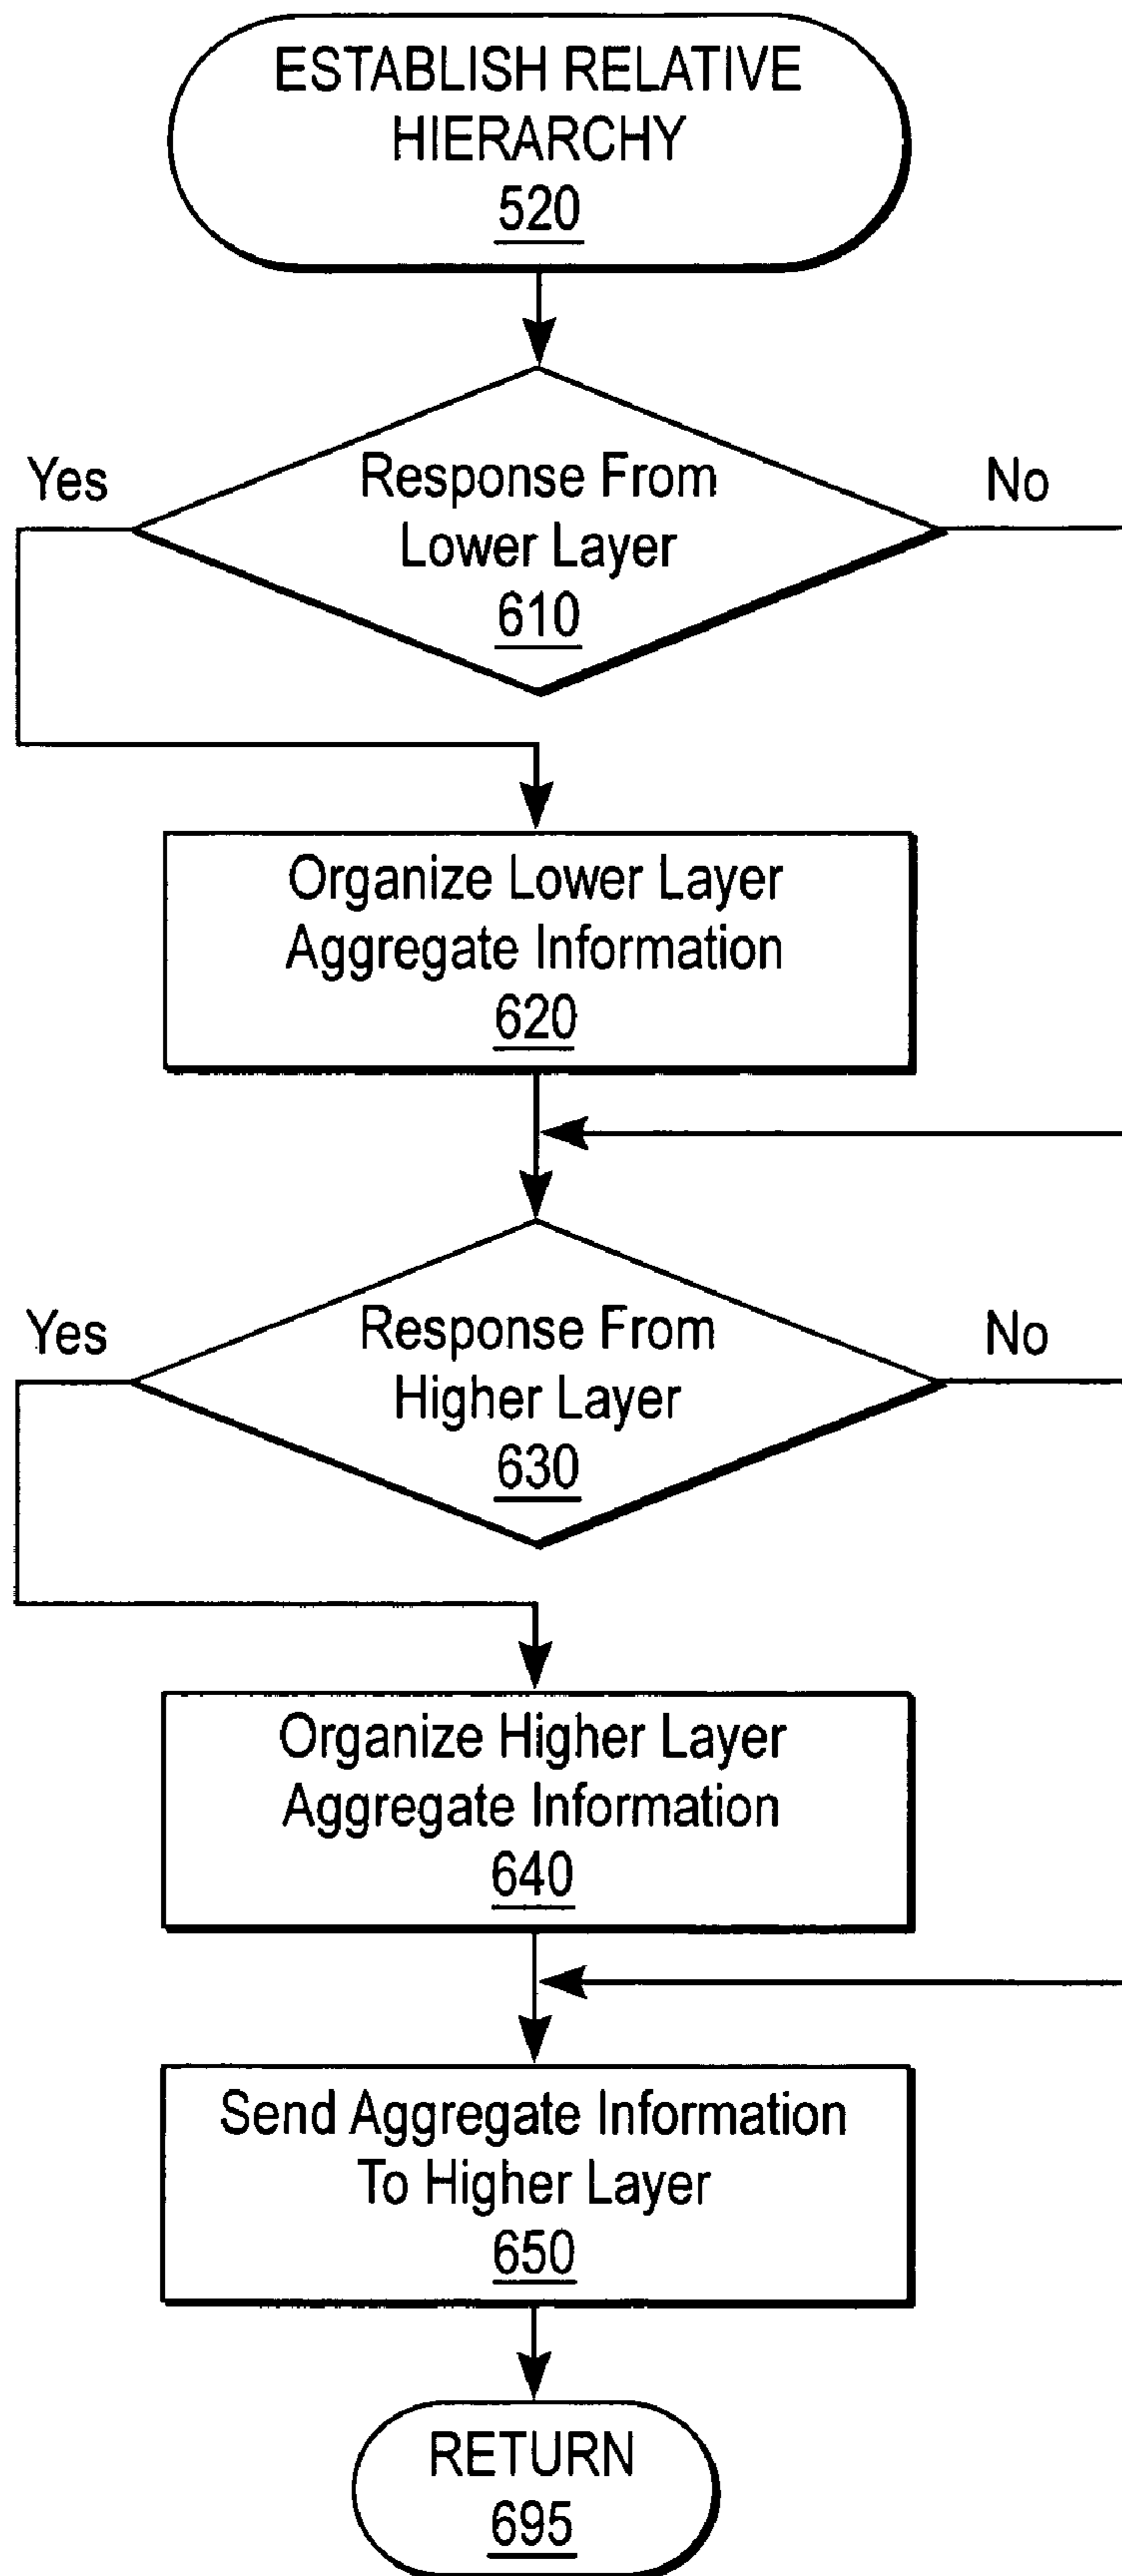 ESTABLISH RELATIVE
HIERARCHY
520
Yes
No
Response From
Lower Layer
610
Organize Lower Layer
Aggregate Information
620
Yes
No
Response From
Higher Layer
630
Organize Higher Layer
Aggregate Information
640
Send Aggregate Information
To Higher Layer
650
RETURN
695